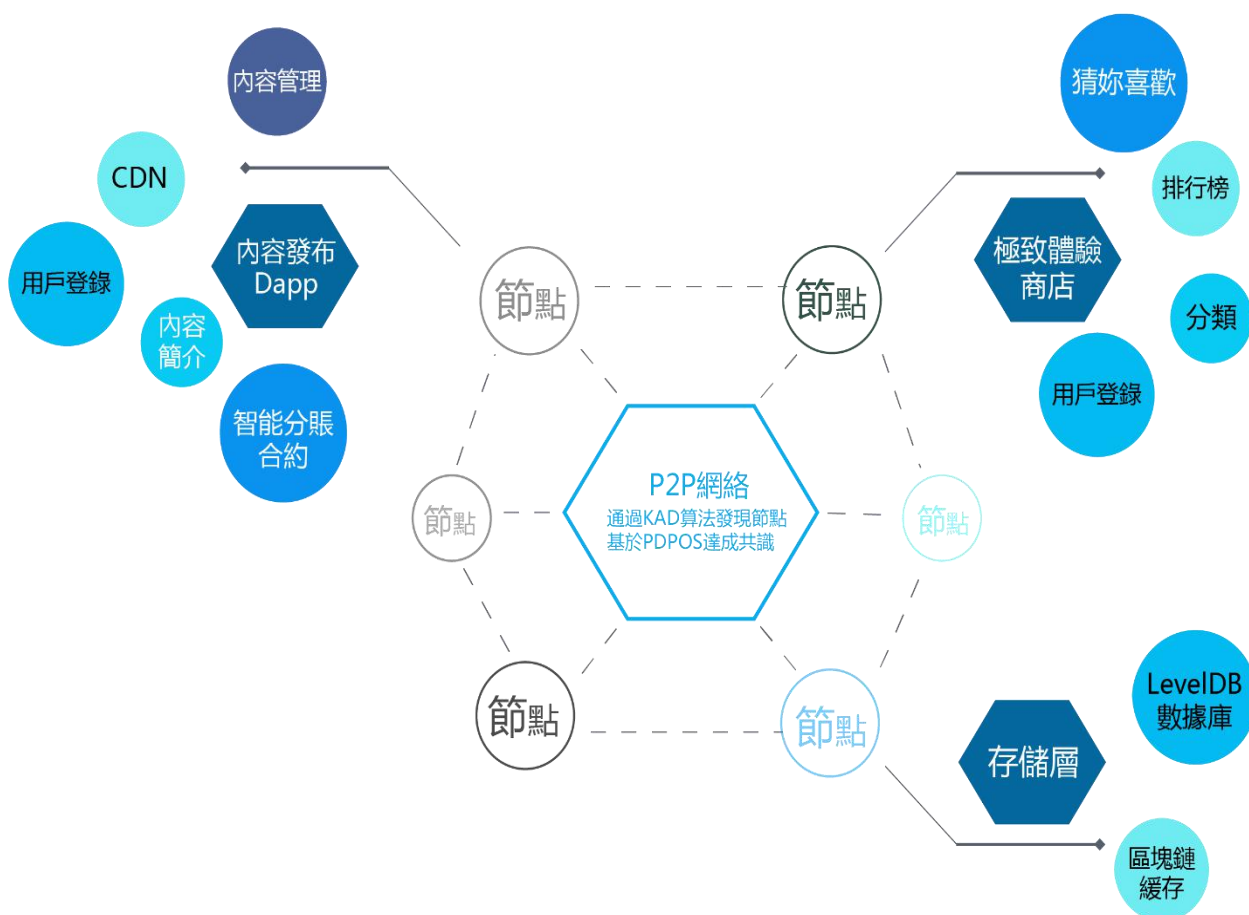 內容管理
CDN
用戶登錄
內容發布
Dapp
內容
簡介
智能分賬
合約
猜妳喜歡
排行榜
極致體驗
商店
分類
用戶登錄
節點
節點
節點
節點
節點
節點
P2P網絡
通過KAD算法發現節點
基於PDPOS達成共識
LevelDB
數據庫
存儲層
區塊鏈
緩存